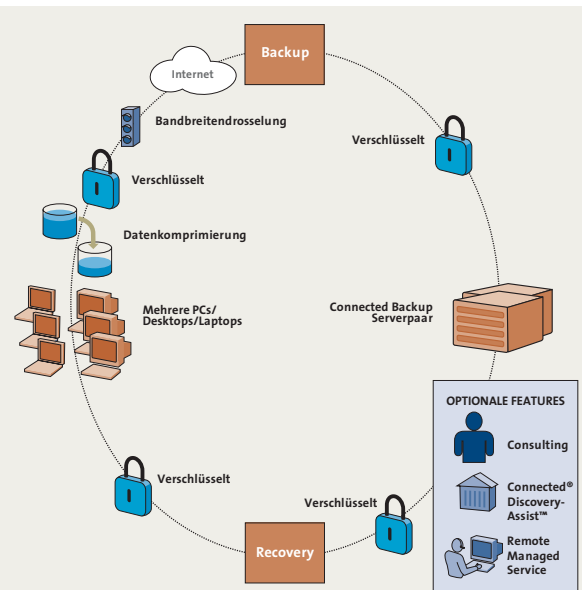 Backup
Internet
Bandbreitendrosselung
Verschlüsselt
Verschlüsselt
Datenkomprimierung
Mehrere PCs/
Desktops/Laptops
Connected Backup
Serverpaar
OPTIONALE FEATURES
Consulting
Connected®
Discovery-
Assist™
Remote
Managed
Service
Verschlüsselt
Verschlüsselt
Recovery